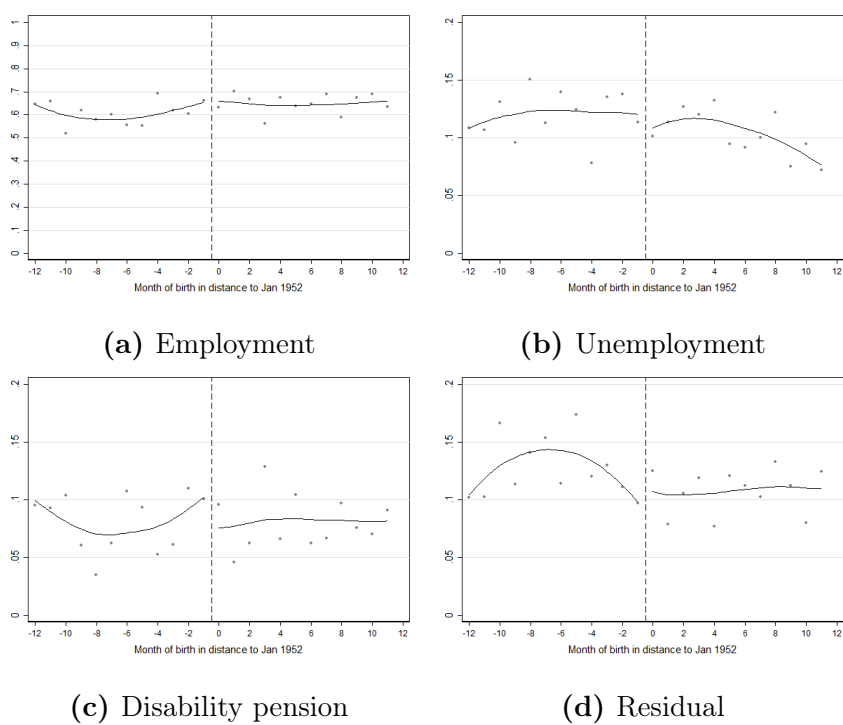 1
.9
.8
.7
.6
.5
.4
.3
.2
.1
0
-12 -10 -8 -6 -4 -2 0 2 4 6 8 10 12
Month of birth in distance to Jan 1952
(a) Employment
.2
.15
.1
.05
0
-12 -10 -8 -6 -4 -2 0 2 4 6 8 10 12
Month of birth in distance to Jan 1952
(b) Unemployment
.2
.15
.1
.05
0
-12 -10 -8 -6 -4 -2 0 2 4 6 8 10 12
Month of birth in distance to Jan 1952
(c) Disability pension
.2
.15
.1
.05
0
-12 -10 -8 -6 -4 -2 0 2 4 6 8 10 12
Month of birth in distance to Jan 1952
(d) Residual